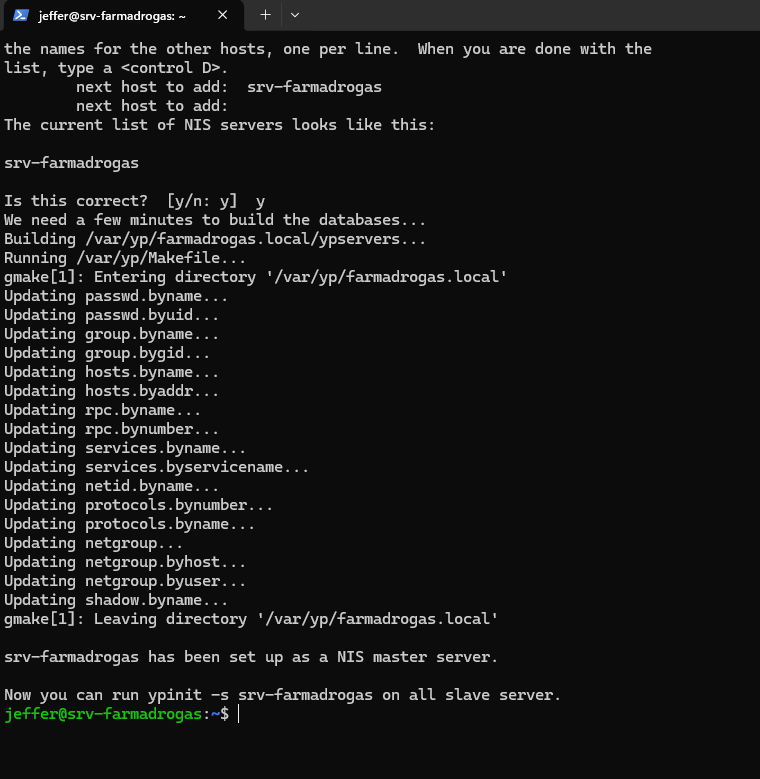 jeffer@srv-farmadrogas: ~
the names for the other hosts, one per line.  When you are done with the
list, type a <control D>.
        next host to add:  srv-farmadrogas
        next host to add:
The current list of NIS servers looks like this:

srv-farmadrogas

Is this correct?  [y/n: y]  y
We need a few minutes to build the databases...
Building /var/yp/farmadrogas.local/ypservers...
Running /var/yp/Makefile...
gmake[1]: Entering directory '/var/yp/farmadrogas.local'
Updating passwd.byname...
Updating passwd.byuid...
Updating group.byname...
Updating group.bygid...
Updating hosts.byname...
Updating hosts.byaddr...
Updating rpc.byname...
Updating rpc.bynumber...
Updating services.byname...
Updating services.byservicename...
Updating netid.byname...
Updating protocols.bynumber...
Updating protocols.byname...
Updating netgroup...
Updating netgroup.byhost...
Updating netgroup.byuser...
Updating shadow.byname...
gmake[1]: Leaving directory '/var/yp/farmadrogas.local'

srv-farmadrogas has been set up as a NIS master server.

Now you can run ypinit -s srv-farmadrogas on all slave server.
jeffer@srv-farmadrogas:~$